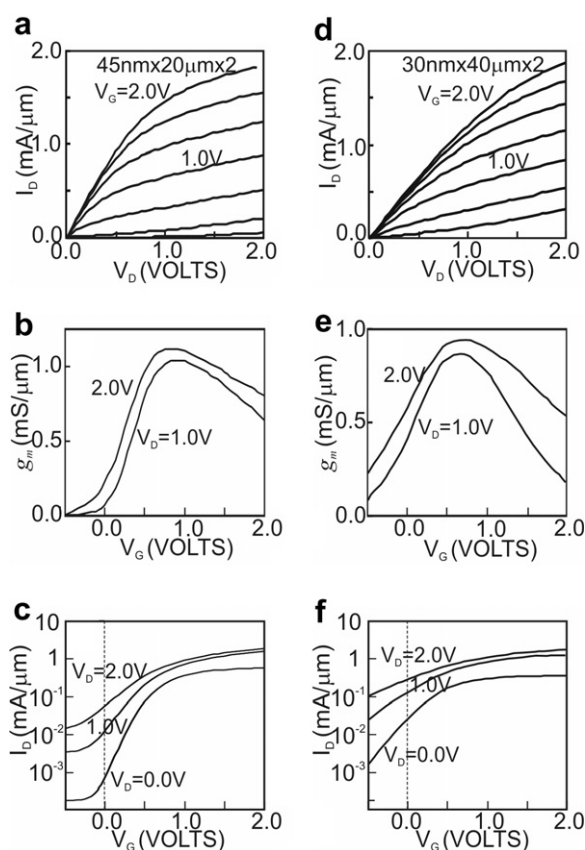 a
2.0
45nmx20μmx2
V_G=2.0V
1.0
1.0V
0.0
0.0
1.0
2.0
I_D (mA/μm)
V_D (VOLTS)
d
2.0
30nmx40μmx2
V_G=2.0V
1.0
1.0V
0.0
0.0
1.0
2.0
I_D (mA/μm)
V_D (VOLTS)
b
1.0
2.0V
0.5
V_D=1.0V
0.0
0.0
1.0
2.0
g_m (mS/μm)
V_G (VOLTS)
e
1.0
2.0V
0.5
V_D=1.0V
0.0
0.0
1.0
2.0
g_m (mS/μm)
V_G (VOLTS)
c
10
1
V_D=2.0V
10^-1
1.0V
10^-2
V_D=0.0V
10^-3
0.0
1.0
2.0
I_D (mA/μm)
V_G (VOLTS)
f
10
1
V_D=2.0V
1.0V
10^-1
10^-2
V_D=0.0V
10^-3
0.0
1.0
2.0
I_D (mA/μm)
V_G (VOLTS)